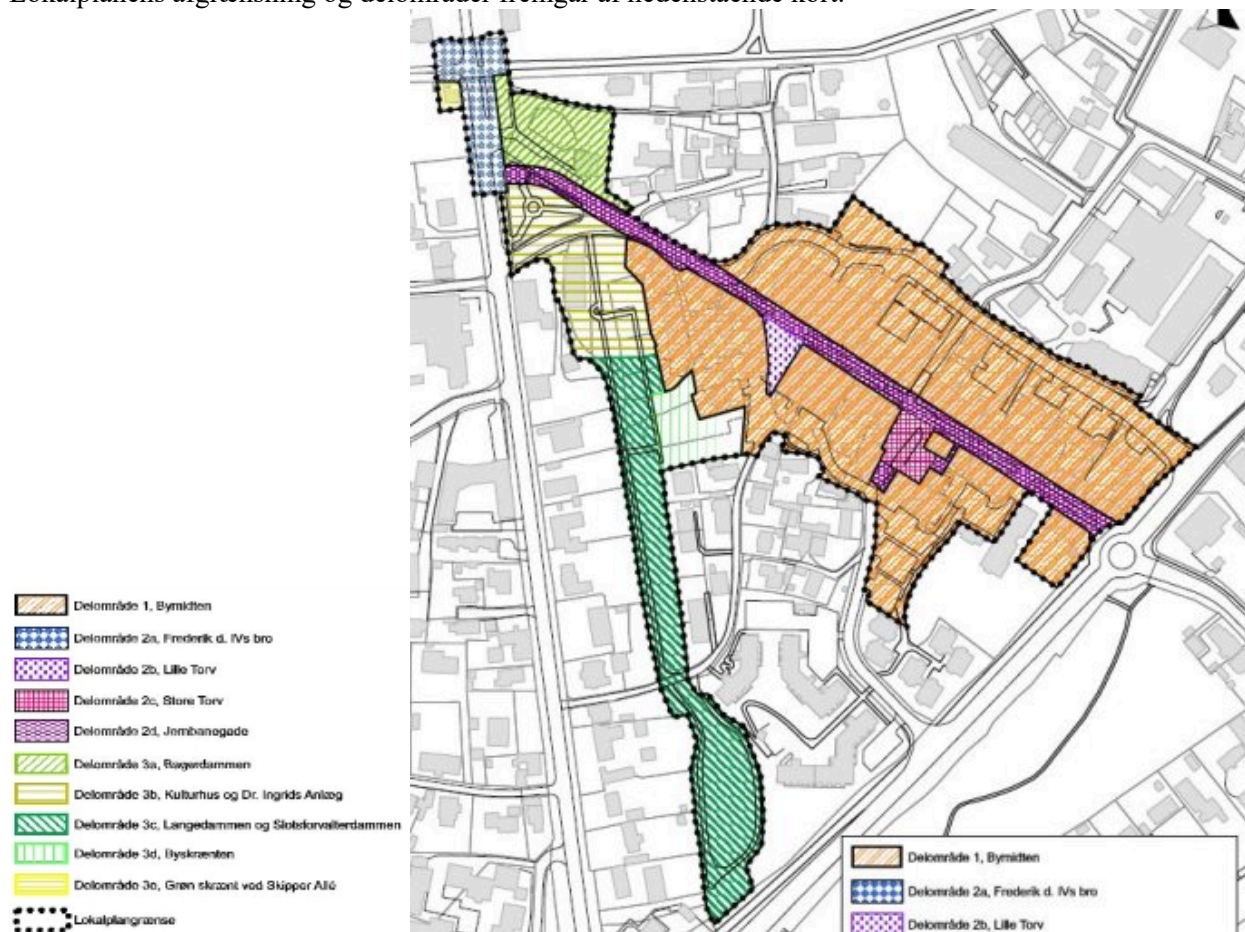 Lokalplanens afgrænsning og delområder fremgår af nedenstående kort.
Delområde 1, Bymidten
Delområde 2a, Frederik d. IVs bro
Delområde 2b, Lille Torv
Delområde 2c, Store Torv
Delområde 2d, Jernbanegade
Delområde 3a, Bagerdammen
Delområde 3b, Kulturhus og Dr. Ingrids Anlæg
Delområde 3c, Langedammen og Slotsforvalterdammen
Delområde 3d, Byskrænten
Delområde 3e, Grøn skrænt ved Skipper Allé
Lokalplangrænse
Delområde 1, Bymidten
Delområde 2a, Frederik d. IVs bro
Delområde 2b, Lille Torv